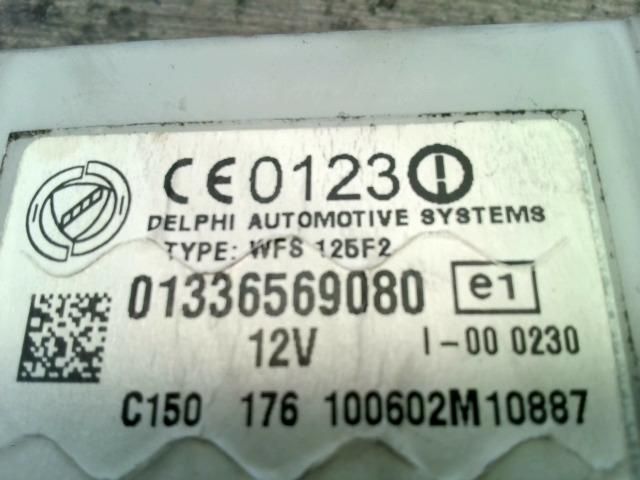 CE0123
DELPHI AUTOMOTIVE SYSTEMS
TYPE: WFS 125F2
01336569080 e1
12V I-00 0230
C150 176 100602M10887